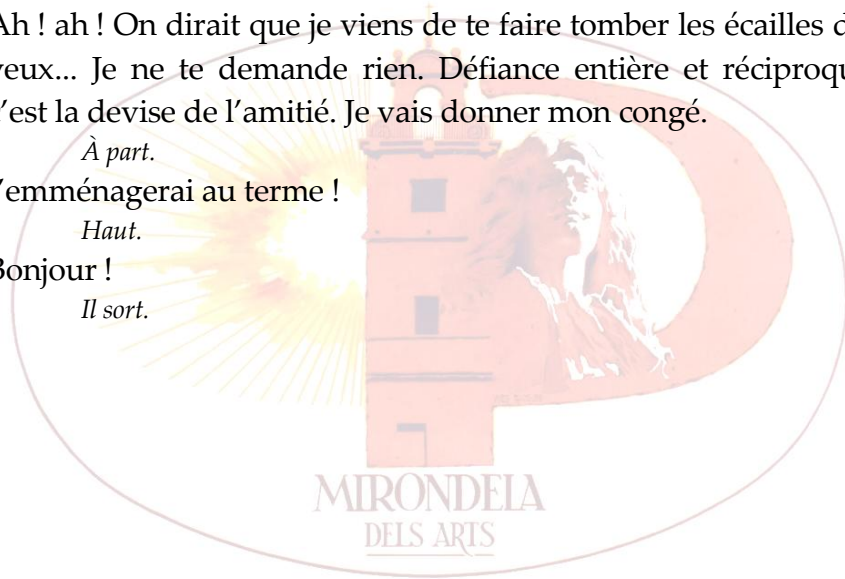 Ah ! ah ! On dirait que je viens de te faire tomber les écailles d
yeux... Je ne te demande rien. Défiance entière et réciproqu
c’est la devise de l’amitié. Je vais donner mon congé.
À part.
J’emménagerai au terme !
Haut.
Bonjour !
Il sort.
MIRONDELA
DELS ARTS